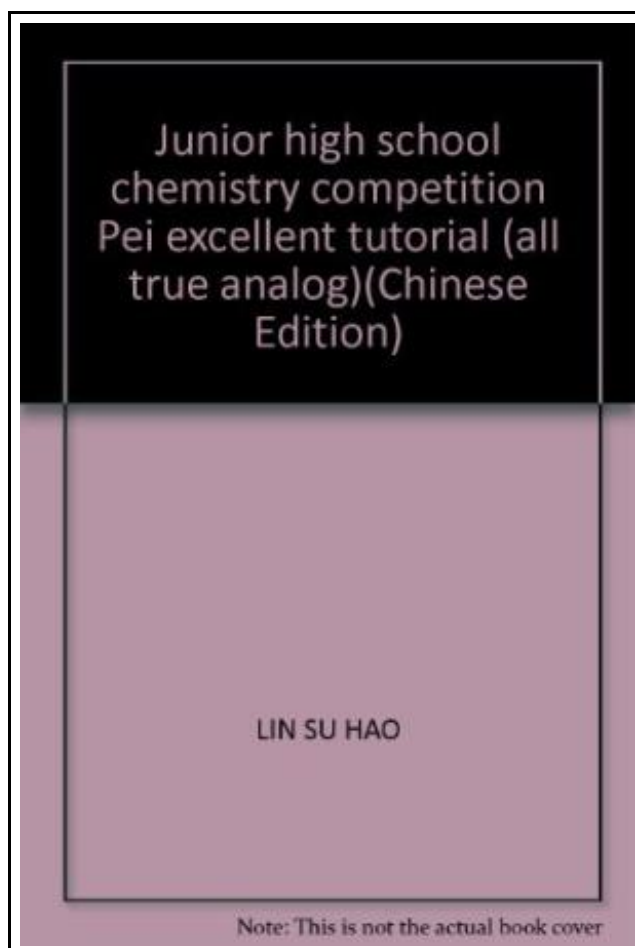 Junior high school
chemistry competition
Pei excellent tutorial (all
true analog)(Chinese
Edition)
LIN SU HAO
Note: This is not the actual book cover